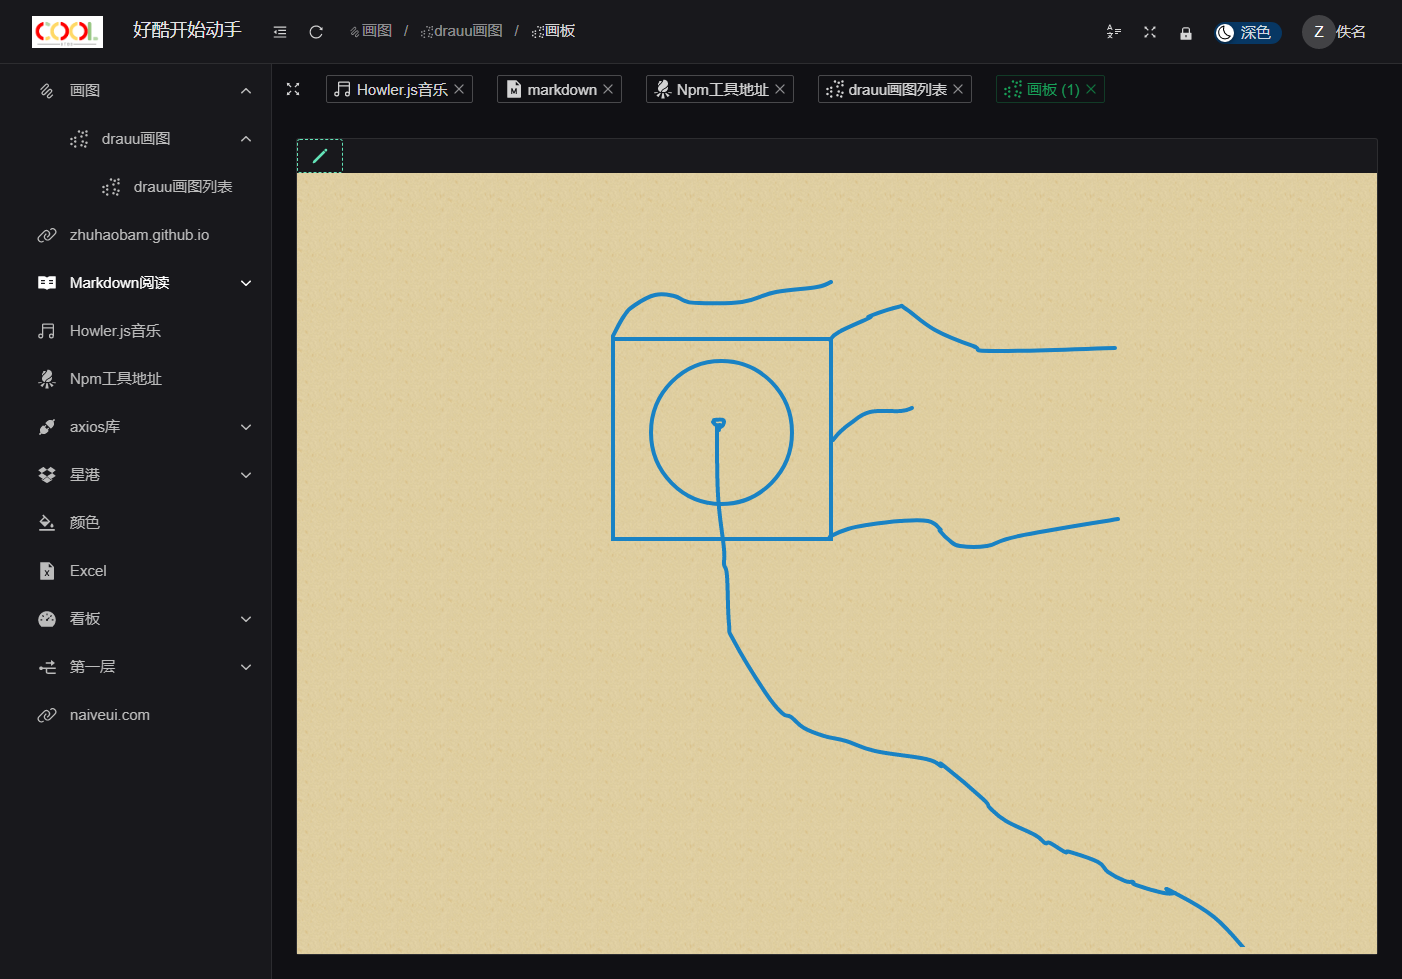 COOL
好酷开始动手
画图 / drauu画图 / 画板
深色
Z 佚名
画图
drauu画图
drauu画图列表
zhuhaobam.github.io
Markdown阅读
Howler.js音乐
Npm工具地址
axios库
星港
颜色
Excel
看板
第一层
naiveui.com
Howler.js音乐
markdown
Npm工具地址
drauu画图列表
画板 (1)